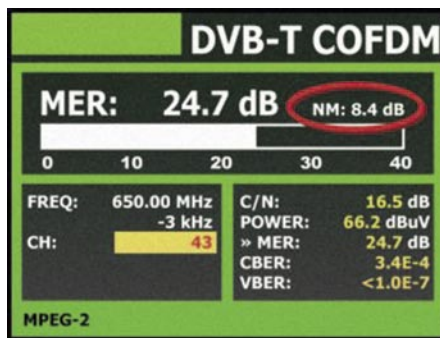 DVB-T COFDM
MER: 24.7 dB NM: 8.4 dB
0 10 20 30 40
FREQ: 650.00 MHz
-3 kHz
CH: 43
C/N: 16.5 dB
POWER: 66.2 dBuV
» MER: 24.7 dB
CBER: 3.4E-4
VBER: <1.0E-7
MPEG-2